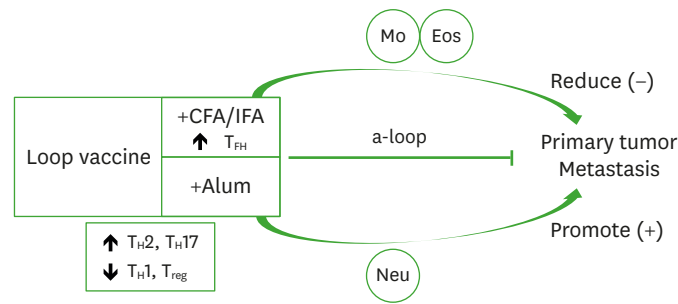 Mo Eos
Reduce (−)
+CFA/IFA
↑ TFH
Loop vaccine
a-loop
Primary tumor
Metastasis
+Alum
Promote (+)
↑ TH2, TH17
↓ TH1, Treg
Neu